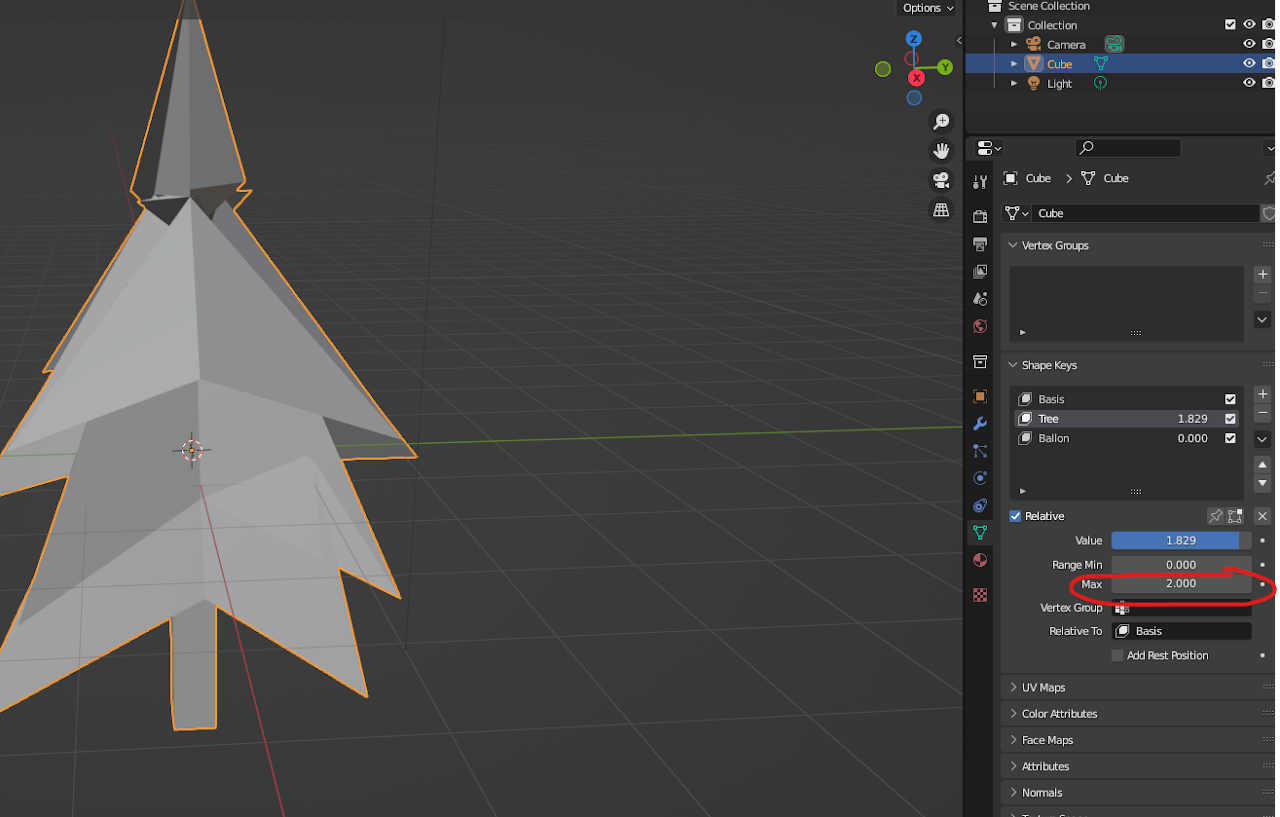 Options
Scene Collection
Collection
Camera
Cube
Light
Z
Y
X
Cube > Cube
Cube
Vertex Groups
Shape Keys
Basis
Tree 1.829
Ballon 0.000
Relative
Value 1.829
Range Min 0.000
Max 2.000
Vertex Group
Relative To Basis
Add Rest Position
UV Maps
Color Attributes
Face Maps
Attributes
Normals
Texture Space